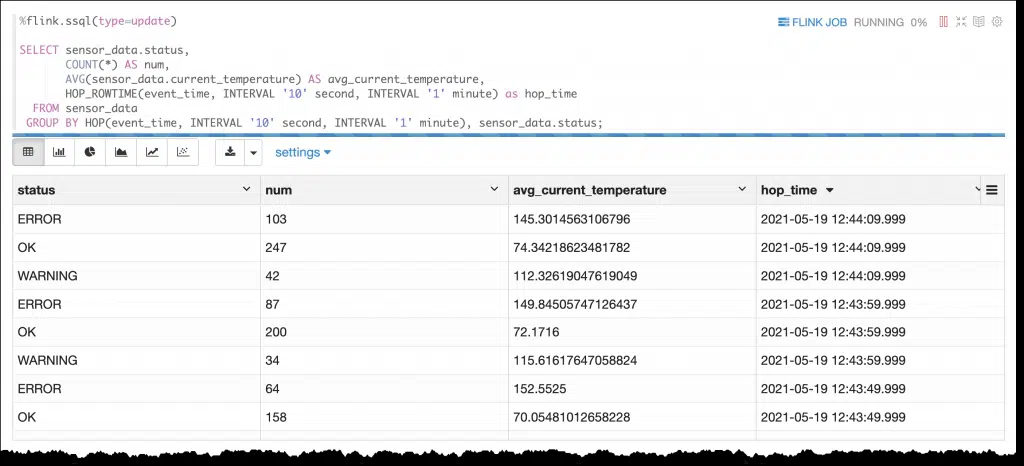 %flink.ssql(type=update)
FLINK JOB RUNNING 0%
SELECT sensor_data.status,
COUNT(*) AS num,
AVG(sensor_data.current_temperature) AS avg_current_temperature,
HOP_ROWTIME(event_time, INTERVAL '10' second, INTERVAL '1' minute) as hop_time
FROM sensor_data
GROUP BY HOP(event_time, INTERVAL '10' second, INTERVAL '1' minute), sensor_data.status;
settings
status num avg_current_temperature hop_time
ERROR 103 145.3014563106796 2021-05-19 12:44:09.999
OK 247 74.34218623481782 2021-05-19 12:44:09.999
WARNING 42 112.32619047619049 2021-05-19 12:44:09.999
ERROR 87 149.84505747126437 2021-05-19 12:43:59.999
OK 200 72.1716 2021-05-19 12:43:59.999
WARNING 34 115.61617647058824 2021-05-19 12:43:59.999
ERROR 64 152.5525 2021-05-19 12:43:49.999
OK 158 70.05481012658228 2021-05-19 12:43:49.999